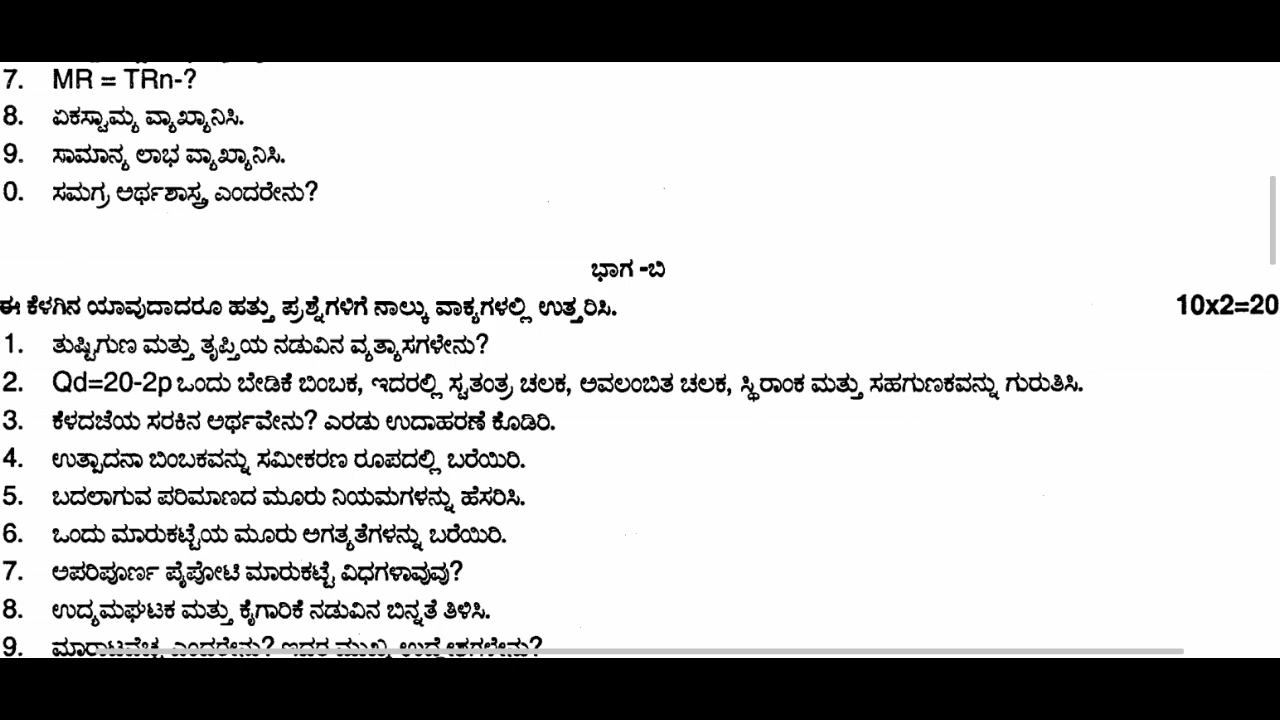 7. MR = TRn-?
8. ಏಕಸ್ವಾಮ್ಯ ವ್ಯಾಖ್ಯಾನಿಸಿ.
9. ಸಾಮಾನ್ಯ ಲಾಭ ವ್ಯಾಖ್ಯಾನಿಸಿ.
0. ಸಮಗ್ರ ಅರ್ಥಶಾಸ್ತ್ರ ಎಂದರೇನು?
ಭಾಗ -ಬಿ
ಈ ಕೆಳಗಿನ ಯಾವುದಾದರೂ ಹತ್ತು ಪ್ರಶ್ನೆಗಳಿಗೆ ನಾಲ್ಕು ವಾಕ್ಯಗಳಲ್ಲಿ ಉತ್ತರಿಸಿ. 10x2=20
1. ತುಷ್ಟಿಗುಣ ಮತ್ತು ತೃಪ್ತಿಯ ನಡುವಿನ ವ್ಯತ್ಯಾಸಗಳೇನು?
2. Qd=20-2p ಒಂದು ಬೇಡಿಕೆ ಬಿಂಬಕ, ಇದರಲ್ಲಿ ಸ್ವತಂತ್ರ ಚಲಕ, ಅವಲಂಬಿತ ಚಲಕ, ಸ್ಥಿರಾಂಕ ಮತ್ತು ಸಹಗುಣಕವನ್ನು ಗುರುತಿಸಿ.
3. ಕೆಳದಜೆಯ ಸರಕಿನ ಅರ್ಥವೇನು? ಎರಡು ಉದಾಹರಣೆ ಕೊಡಿರಿ.
4. ಉತ್ಪಾದನಾ ಬಿಂಬಕವನ್ನು ಸಮೀಕರಣ ರೂಪದಲ್ಲಿ ಬರೆಯಿರಿ.
5. ಬದಲಾಗುವ ಪರಿಮಾಣದ ಮೂರು ನಿಯಮಗಳನ್ನು ಹೆಸರಿಸಿ.
6. ಒಂದು ಮಾರುಕಟ್ಟೆಯ ಮೂರು ಅಗತ್ಯತೆಗಳನ್ನು ಬರೆಯಿರಿ.
7. ಅಪರಿಪೂರ್ಣ ಪೈಪೋಟಿ ಮಾರುಕಟ್ಟೆ ವಿಧಗಳಾವುವು?
8. ಉದ್ಯಮಘಟಕ ಮತ್ತು ಕೈಗಾರಿಕೆ ನಡುವಿನ ಬಿನ್ನತೆ ತಿಳಿಸಿ.
9. ಮಾರಾಟವೆಚ್ಚ ಎಂದರೇನು? ಇದರ ಮುಖ್ಯ ಉದ್ದೇಶಗಳೇನು?